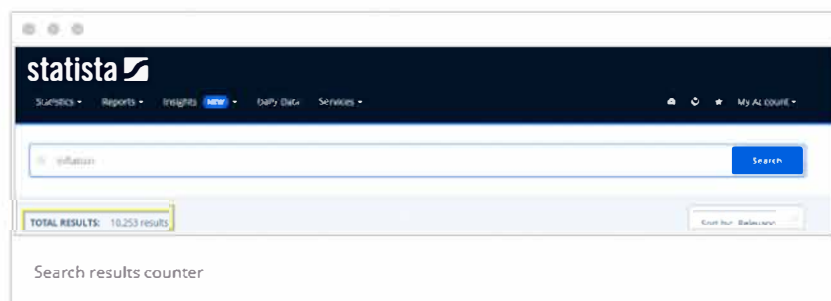 statista
Statistics Reports Insights NEW Daily Data Services My Account
inflation Search
TOTAL RESULTS: 10,253 results Sort by: Relevance
Search results counter